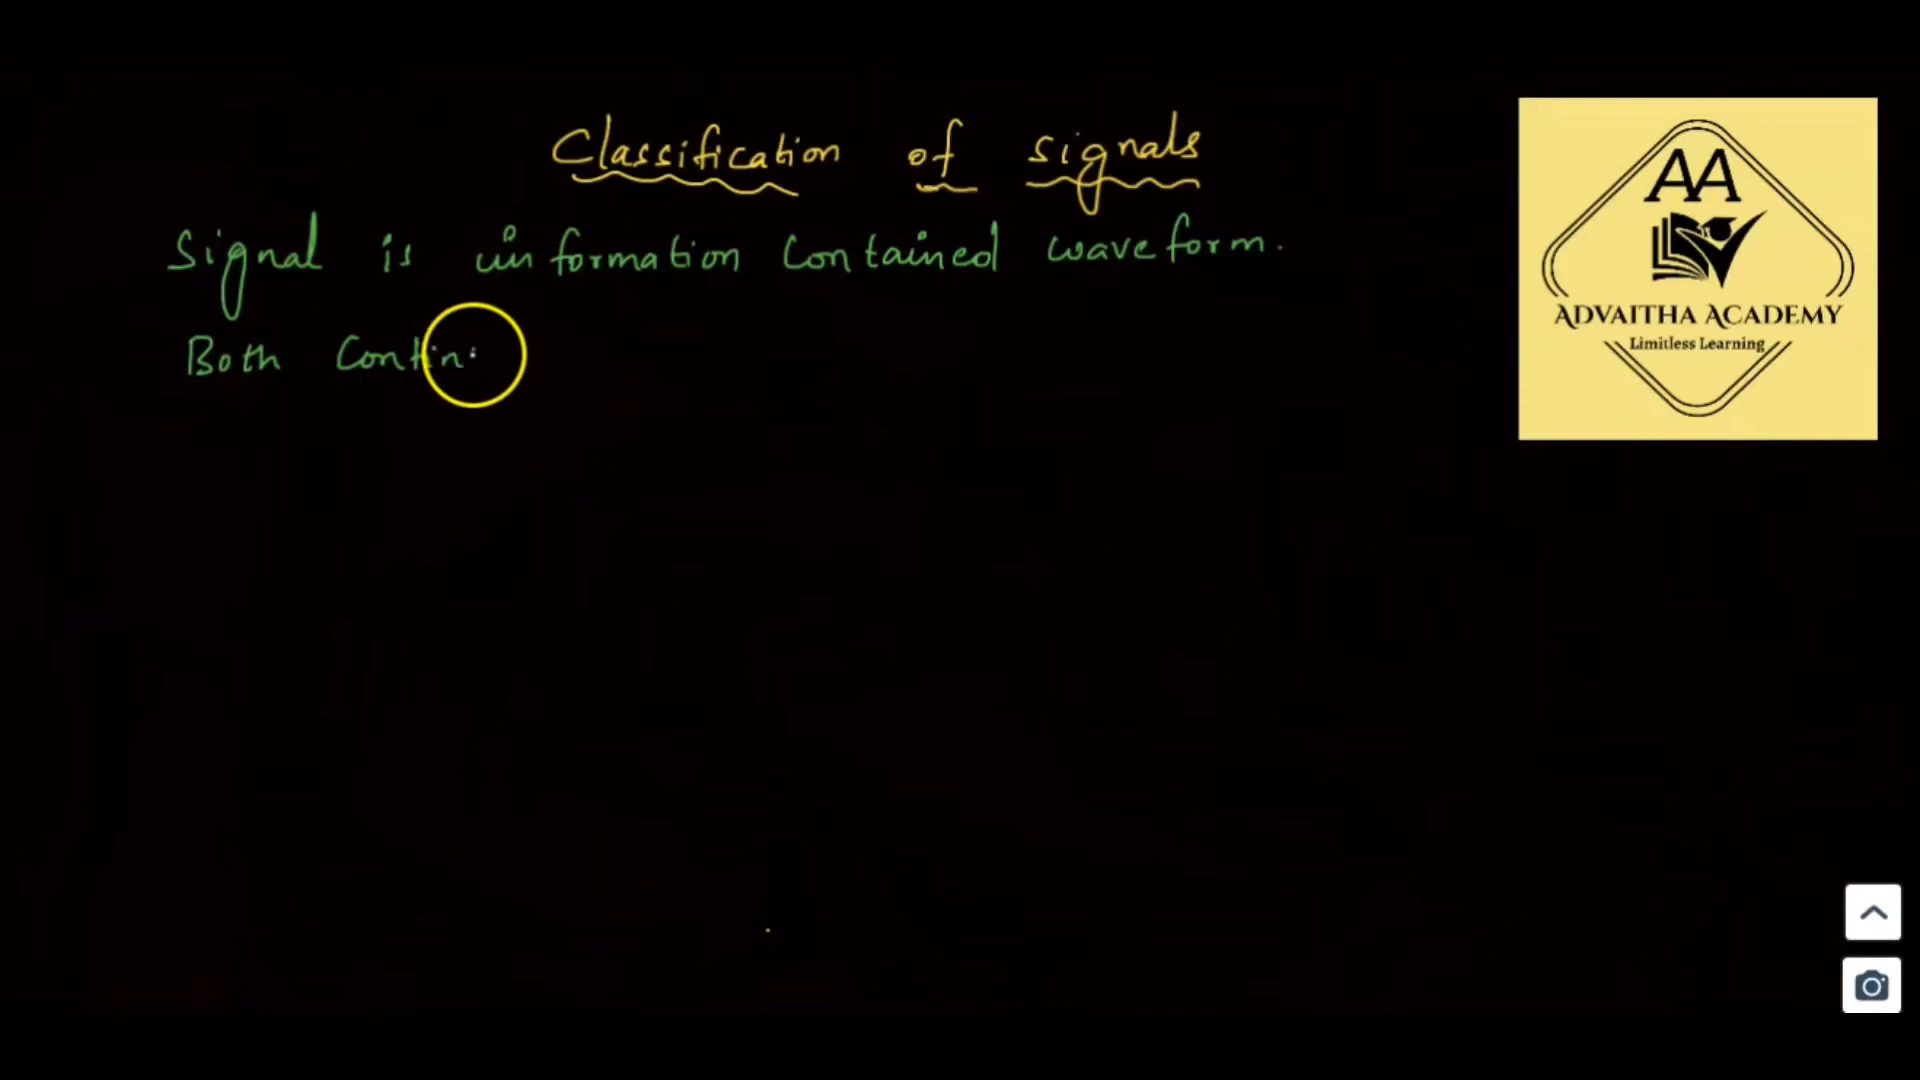 Classification of signals
Signal is information contained waveform.
Both Contin
AA
ADVAITHA ACADEMY
Limitless Learning